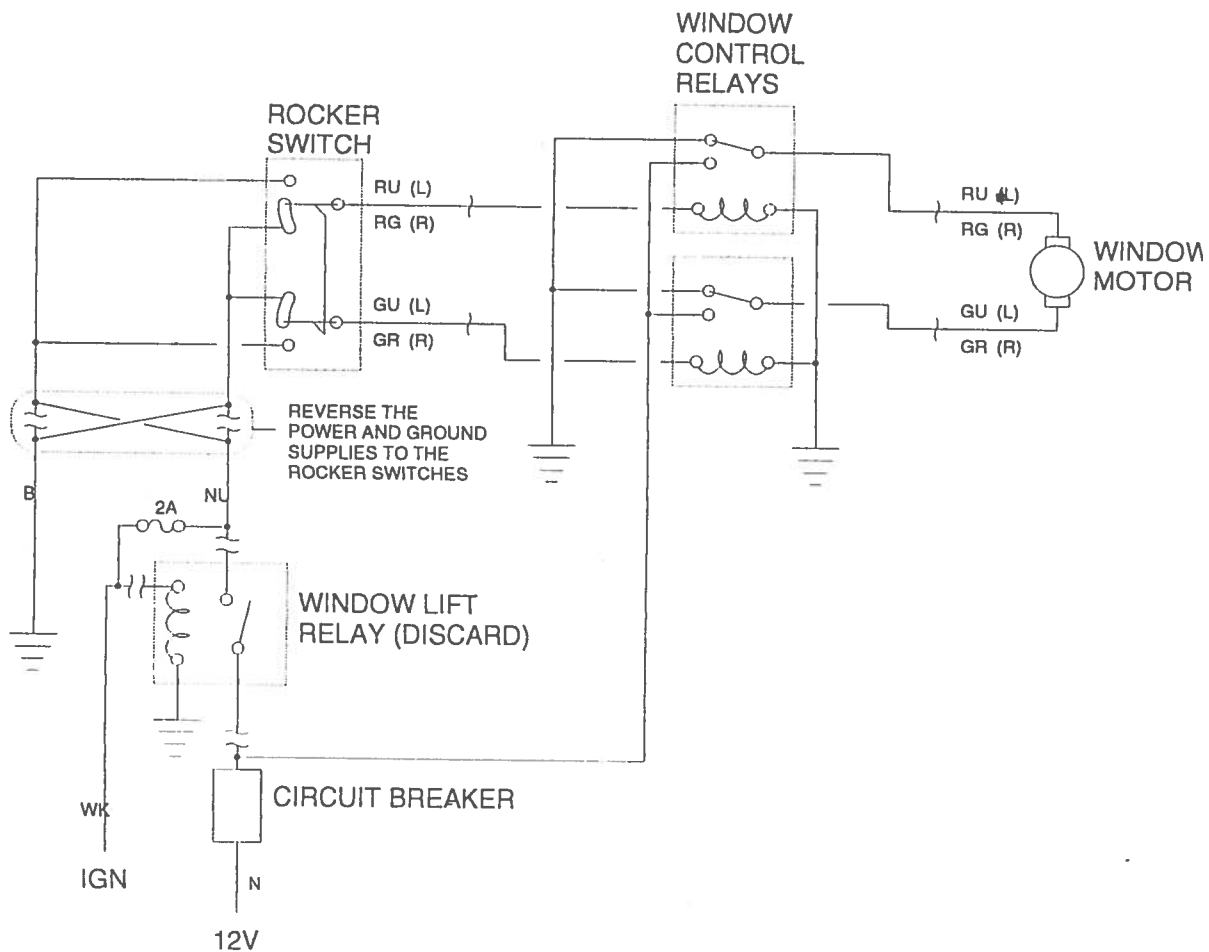 WINDOW
CONTROL
RELAYS
ROCKER
SWITCH
RU (L)
RG (R)
RU (L)
RG (R)
WINDOW
MOTOR
GU (L)
GR (R)
GU (L)
GR (R)
REVERSE THE
POWER AND GROUND
SUPPLIES TO THE
ROCKER SWITCHES
B
NU
2A
WINDOW LIFT
RELAY (DISCARD)
CIRCUIT BREAKER
WK
IGN
N
12V